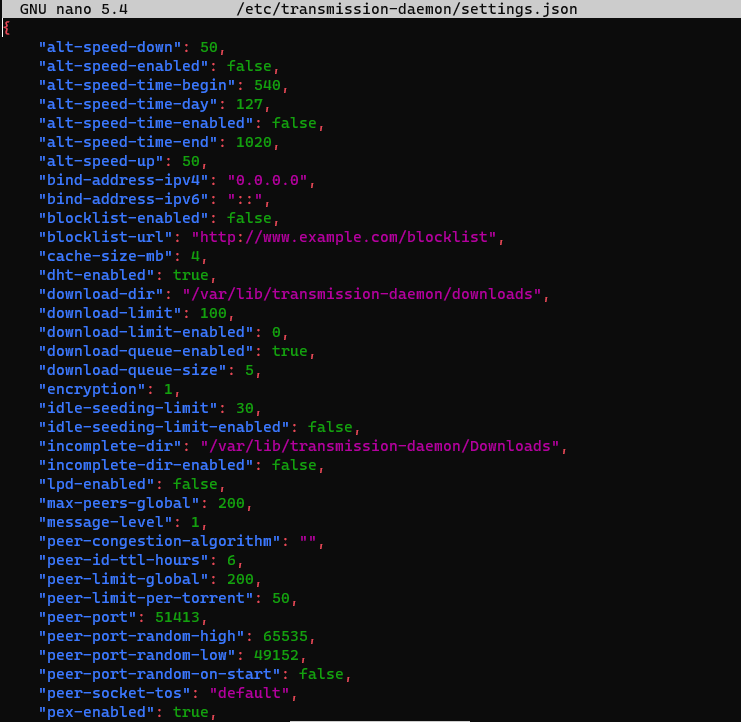 GNU nano 5.4 /etc/transmission-daemon/settings.json
{
"alt-speed-down": 50,
"alt-speed-enabled": false,
"alt-speed-time-begin": 540,
"alt-speed-time-day": 127,
"alt-speed-time-enabled": false,
"alt-speed-time-end": 1020,
"alt-speed-up": 50,
"bind-address-ipv4": "0.0.0.0",
"bind-address-ipv6": "::",
"blocklist-enabled": false,
"blocklist-url": "http://www.example.com/blocklist",
"cache-size-mb": 4,
"dht-enabled": true,
"download-dir": "/var/lib/transmission-daemon/downloads",
"download-limit": 100,
"download-limit-enabled": 0,
"download-queue-enabled": true,
"download-queue-size": 5,
"encryption": 1,
"idle-seeding-limit": 30,
"idle-seeding-limit-enabled": false,
"incomplete-dir": "/var/lib/transmission-daemon/Downloads",
"incomplete-dir-enabled": false,
"lpd-enabled": false,
"max-peers-global": 200,
"message-level": 1,
"peer-congestion-algorithm": "",
"peer-id-ttl-hours": 6,
"peer-limit-global": 200,
"peer-limit-per-torrent": 50,
"peer-port": 51413,
"peer-port-random-high": 65535,
"peer-port-random-low": 49152,
"peer-port-random-on-start": false,
"peer-socket-tos": "default",
"pex-enabled": true,